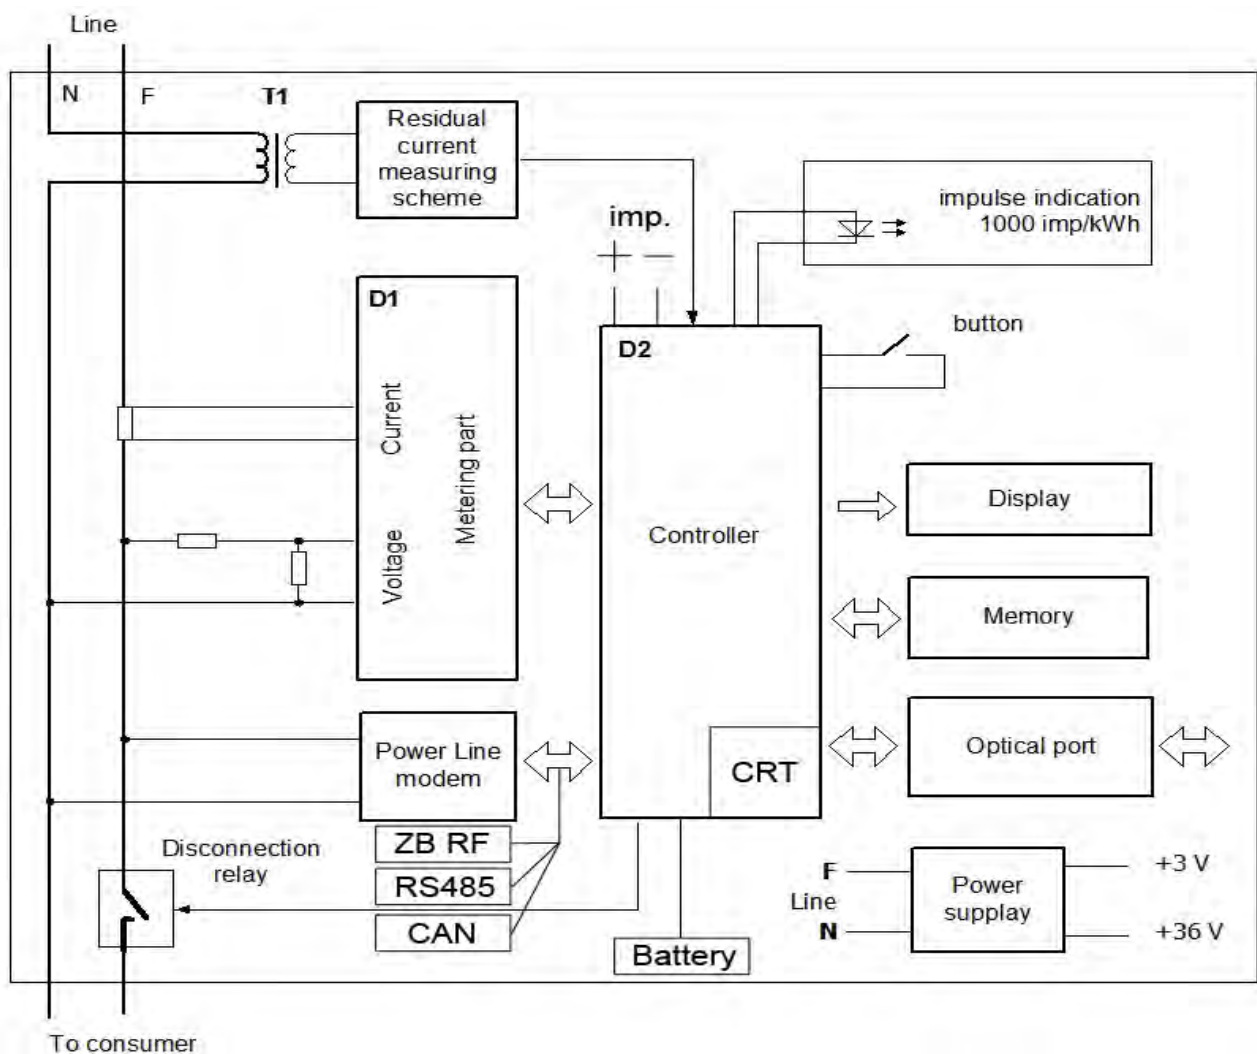 Line
N
F
T1
Residual
current
measuring
scheme
imp.
+ −
impulse indication
1000 imp/kWh
button
D1
Current
Voltage
Metering part
D2
Controller
CRT
Display
Memory
Optical port
Power Line
modem
ZB RF
RS485
CAN
Disconnection
relay
Battery
F
Line
N
Power
supplay
+3 V
+36 V
To consumer